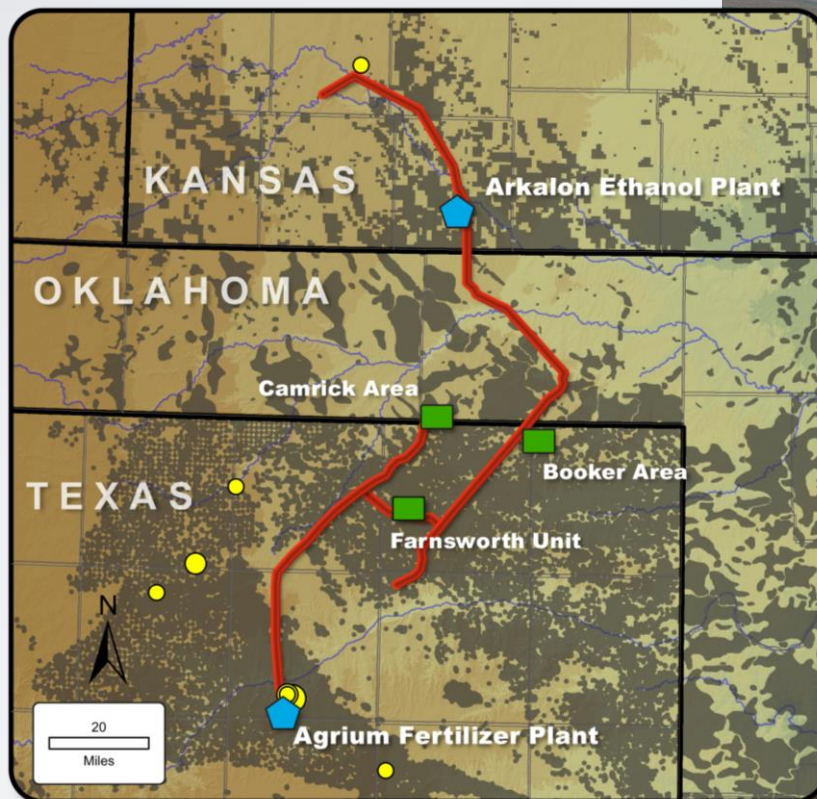 KANSAS
Arkalon Ethanol Plant
OKLAHOMA
Camrick Area
Booker Area
TEXAS
Farnsworth Unit
N
20
Miles
Agrium Fertilizer Plant